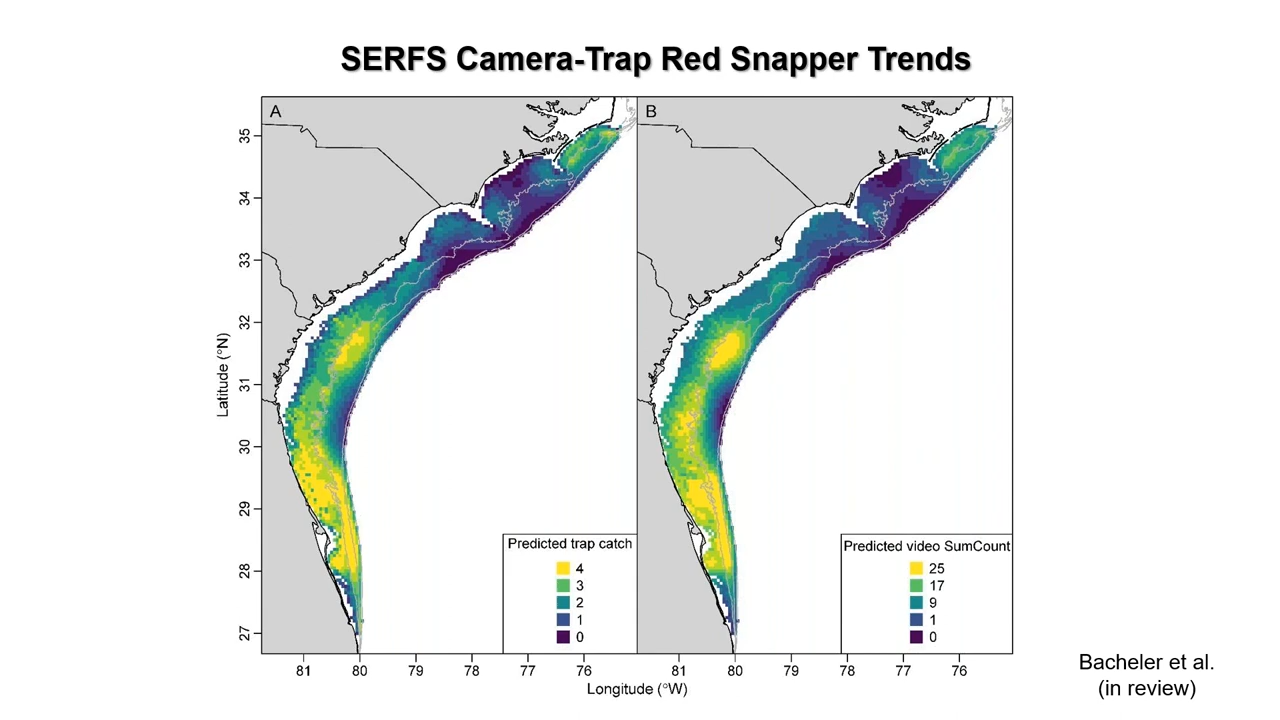 SERFS Camera-Trap Red Snapper Trends
A
B
35
34
33
32
31
30
29
28
27
Latitude (°N)
Predicted trap catch
4
3
2
1
0
Predicted video SumCount
25
17
9
1
0
81 80 79 78 77 76
81 80 79 78 77 76
Longitude (°W)
Bacheler et al.
(in review)